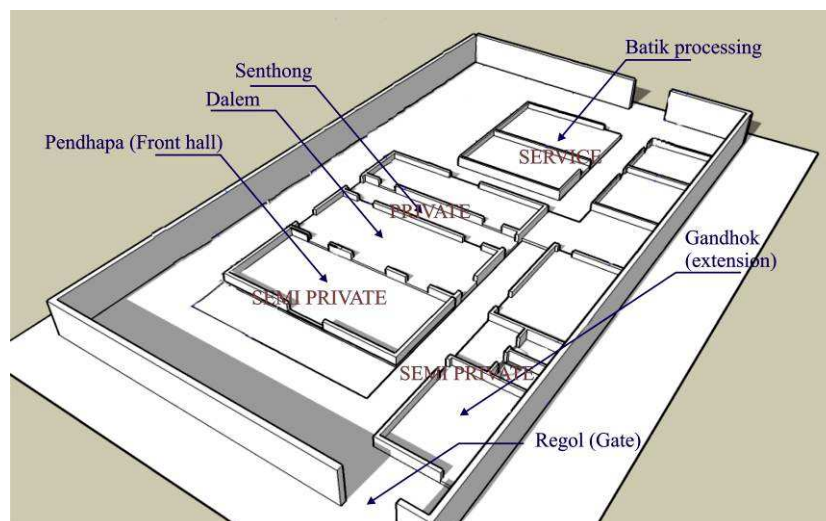 Batik processing
Senthong
Dalem
Pendhapa (Front hall)
SERVICE
PRIVATE
Gandhok
(extension)
SEMI PRIVATE
SEMI PRIVATE
Regol (Gate)